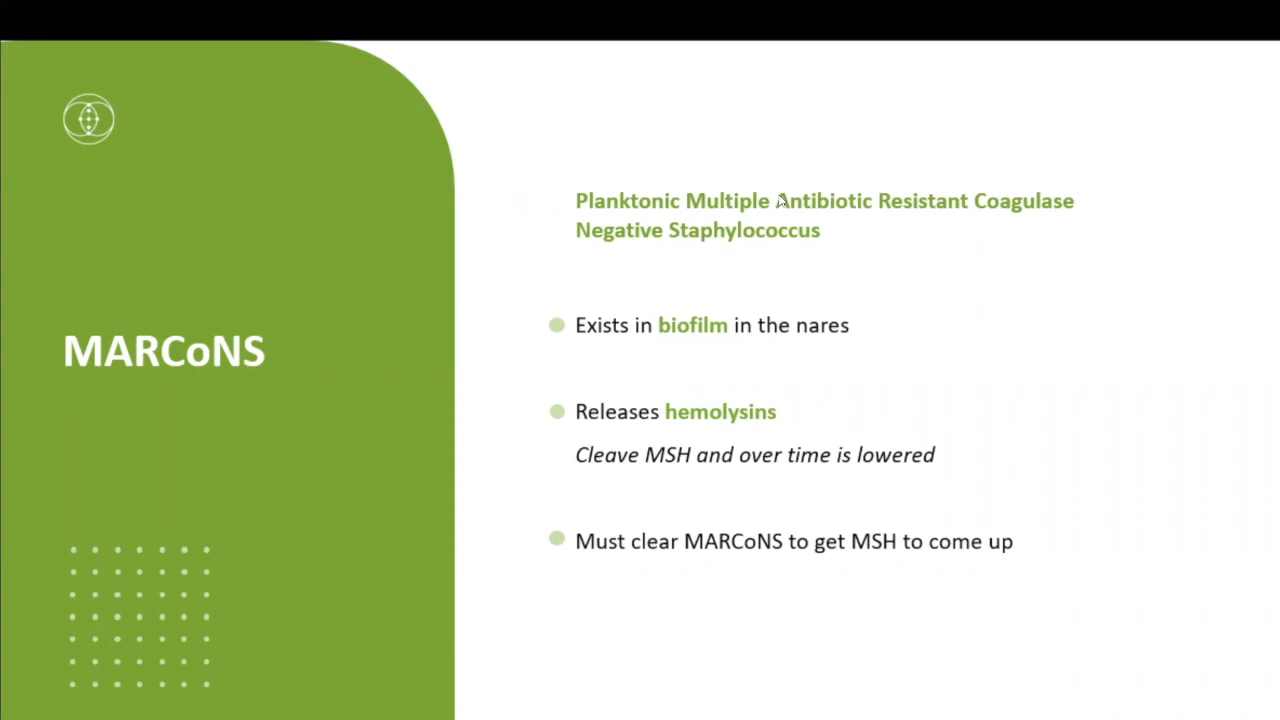 MARCoNS
Planktonic Multiple Antibiotic Resistant Coagulase
Negative Staphylococcus
Exists in biofilm in the nares
Releases hemolysins
Cleave MSH and over time is lowered
Must clear MARCoNS to get MSH to come up